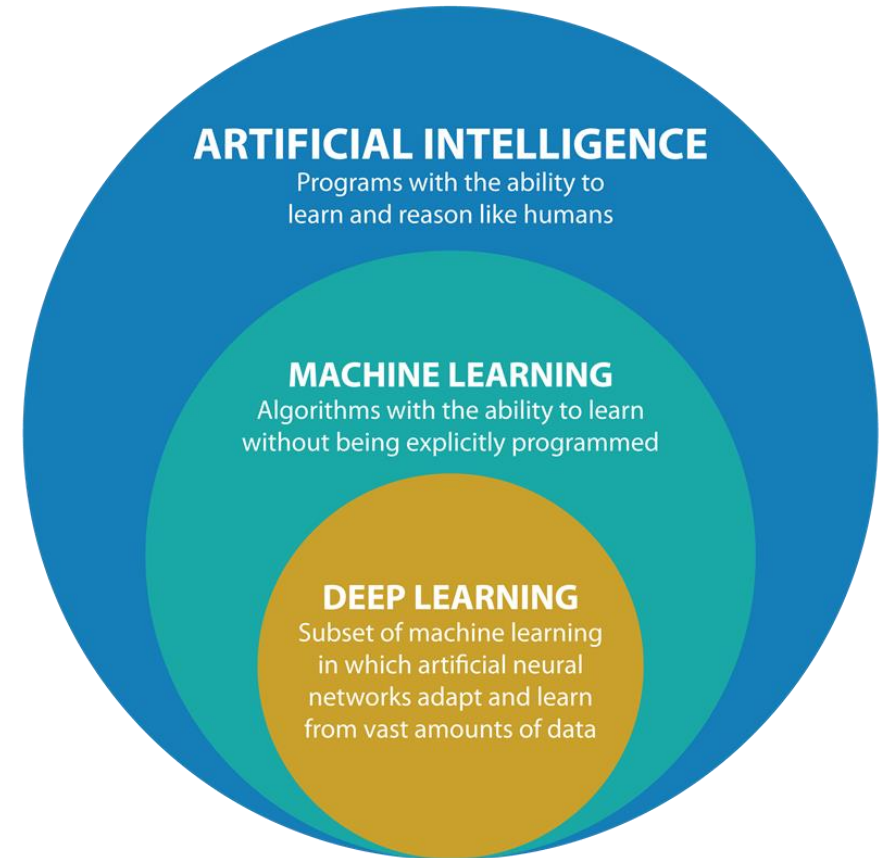 ARTIFICIAL INTELLIGENCE
Programs with the ability to
learn and reason like humans
MACHINE LEARNING
Algorithms with the ability to learn
without being explicitly programmed
DEEP LEARNING
Subset of machine learning
in which artificial neural
networks adapt and learn
from vast amounts of data